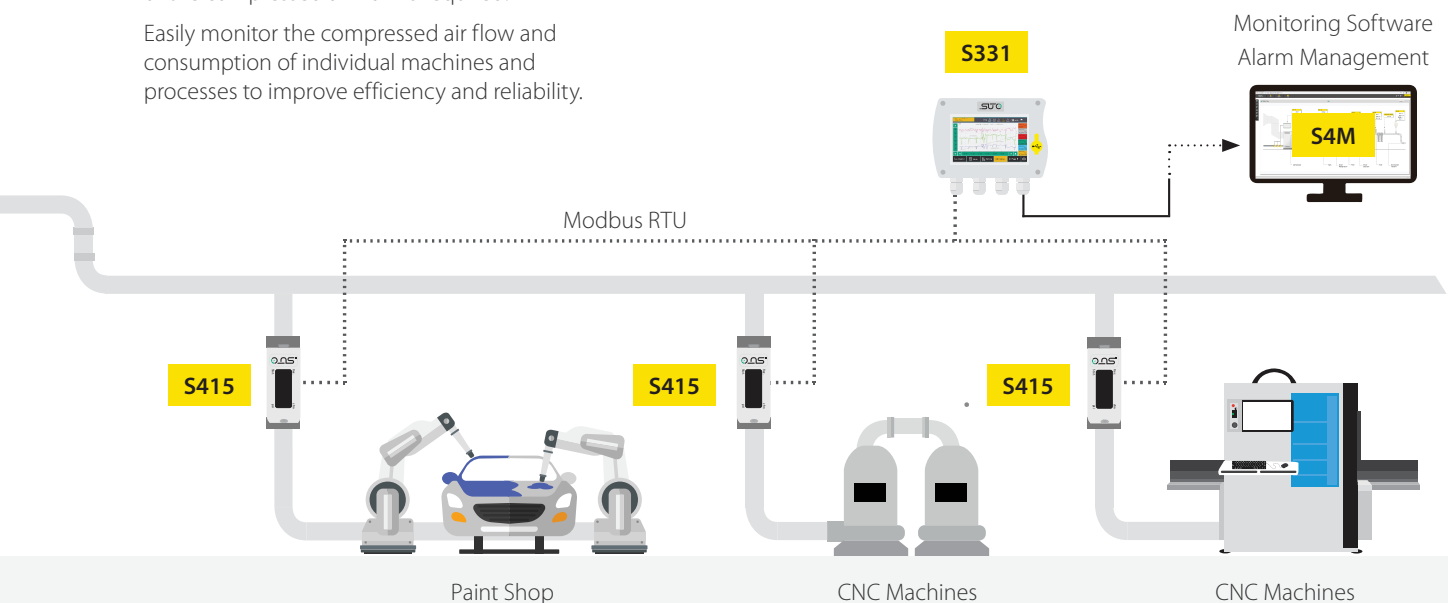 Easily monitor the compressed air flow and
consumption of individual machines and
processes to improve efficiency and reliability.
Monitoring Software
Alarm Management
S331
SUTO
S4M
Modbus RTU
S415
S415
S415
Paint Shop
CNC Machines
CNC Machines